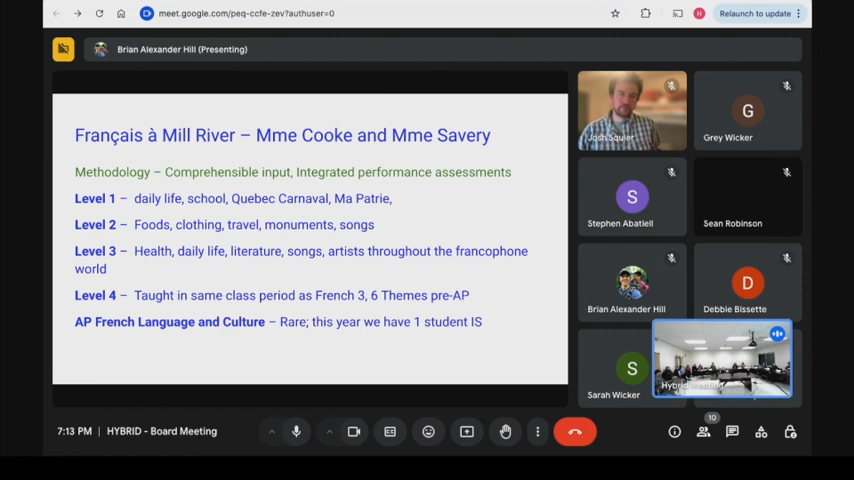 meet.google.com/peq-ccfe-zev?authuser=0
H
Relaunch to update
Brian Alexander Hill (Presenting)
Français à Mill River – Mme Cooke and Mme Savery
Methodology – Comprehensible input, Integrated performance assessments
Level 1 – daily life, school, Quebec Carnaval, Ma Patrie,
Level 2 – Foods, clothing, travel, monuments, songs
Level 3 – Health, daily life, literature, songs, artists throughout the francophone
world
Level 4 – Taught in same class period as French 3, 6 Themes pre-AP
AP French Language and Culture – Rare; this year we have 1 student IS
Josh Squier
G
Grey Wicker
S
Stephen Abatiell
Sean Robinson
Brian Alexander Hill
D
Debbie Bissette
S
Sarah Wicker
Hybrid Meeting
7:13 PM | HYBRID - Board Meeting
10